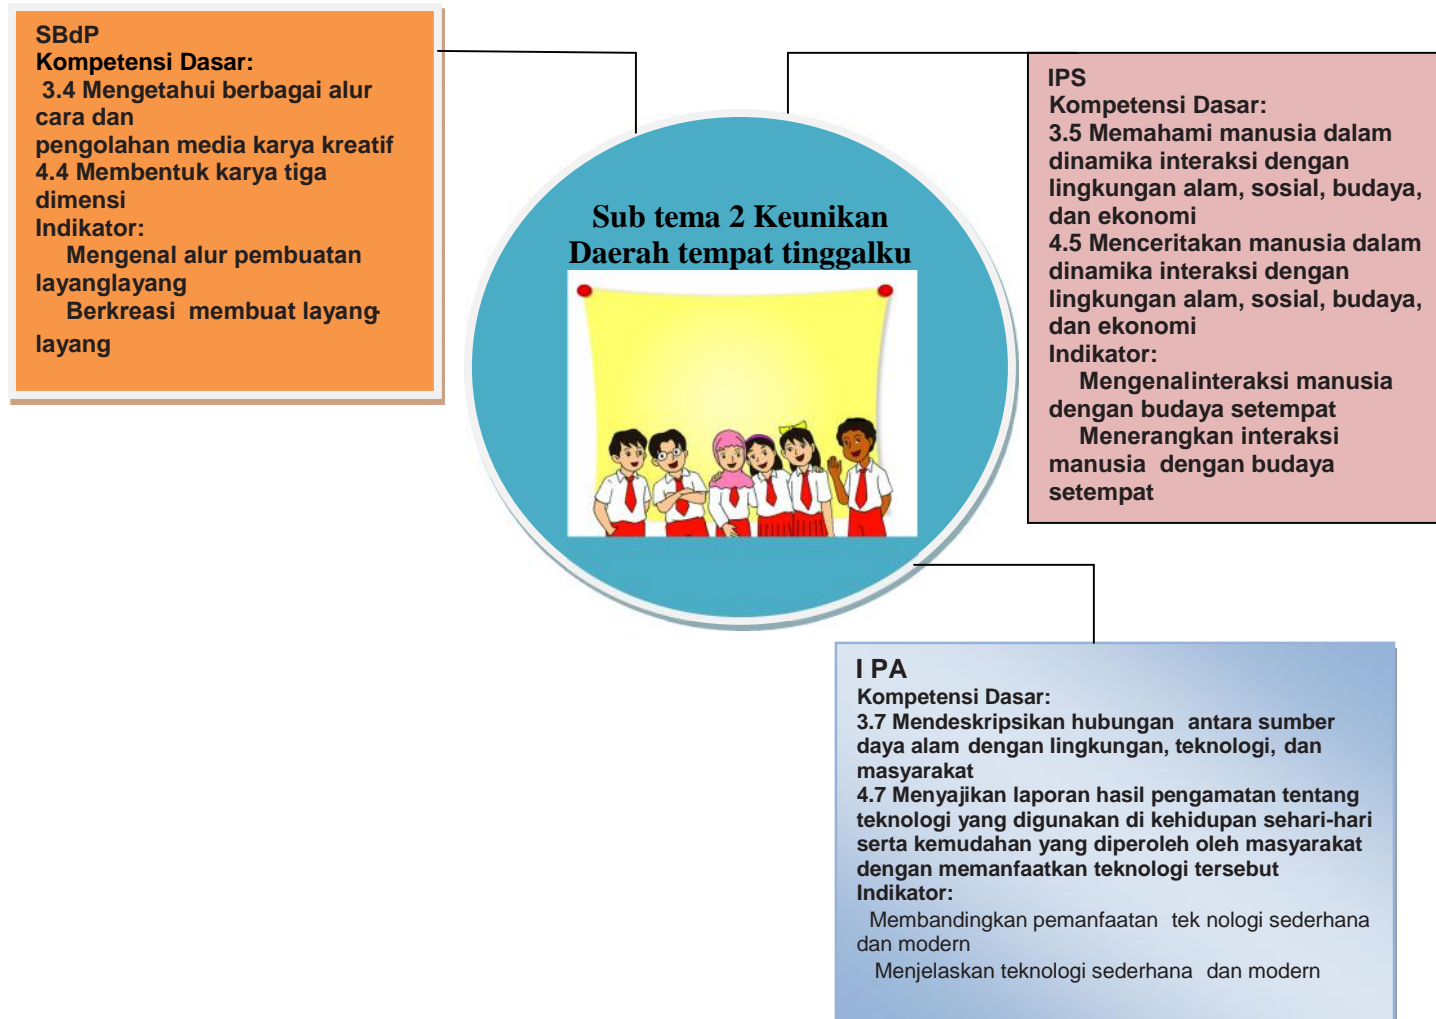 SBdP
Kompetensi Dasar:
3.4 Mengetahui berbagai alur
cara dan
pengolahan media karya kreatif
4.4 Membentuk karya tiga
dimensi
Indikator:
Mengenal alur pembuatan
layanglayang
Berkreasi membuat layang-
layang
Sub tema 2 Keunikan
Daerah tempat tinggalku
IPS
Kompetensi Dasar:
3.5 Memahami manusia dalam
dinamika interaksi dengan
lingkungan alam, sosial, budaya,
dan ekonomi
4.5 Menceritakan manusia dalam
dinamika interaksi dengan
lingkungan alam, sosial, budaya,
dan ekonomi
Indikator:
Mengenalinteraksi manusia
dengan budaya setempat
Menerangkan interaksi
manusia dengan budaya
setempat
I PA
Kompetensi Dasar:
3.7 Mendeskripsikan hubungan antara sumber
daya alam dengan lingkungan, teknologi, dan
masyarakat
4.7 Menyajikan laporan hasil pengamatan tentang
teknologi yang digunakan di kehidupan sehari-hari
serta kemudahan yang diperoleh oleh masyarakat
dengan memanfaatkan teknologi tersebut
Indikator:
Membandingkan pemanfaatan tek nologi sederhana
dan modern
Menjelaskan teknologi sederhana dan modern